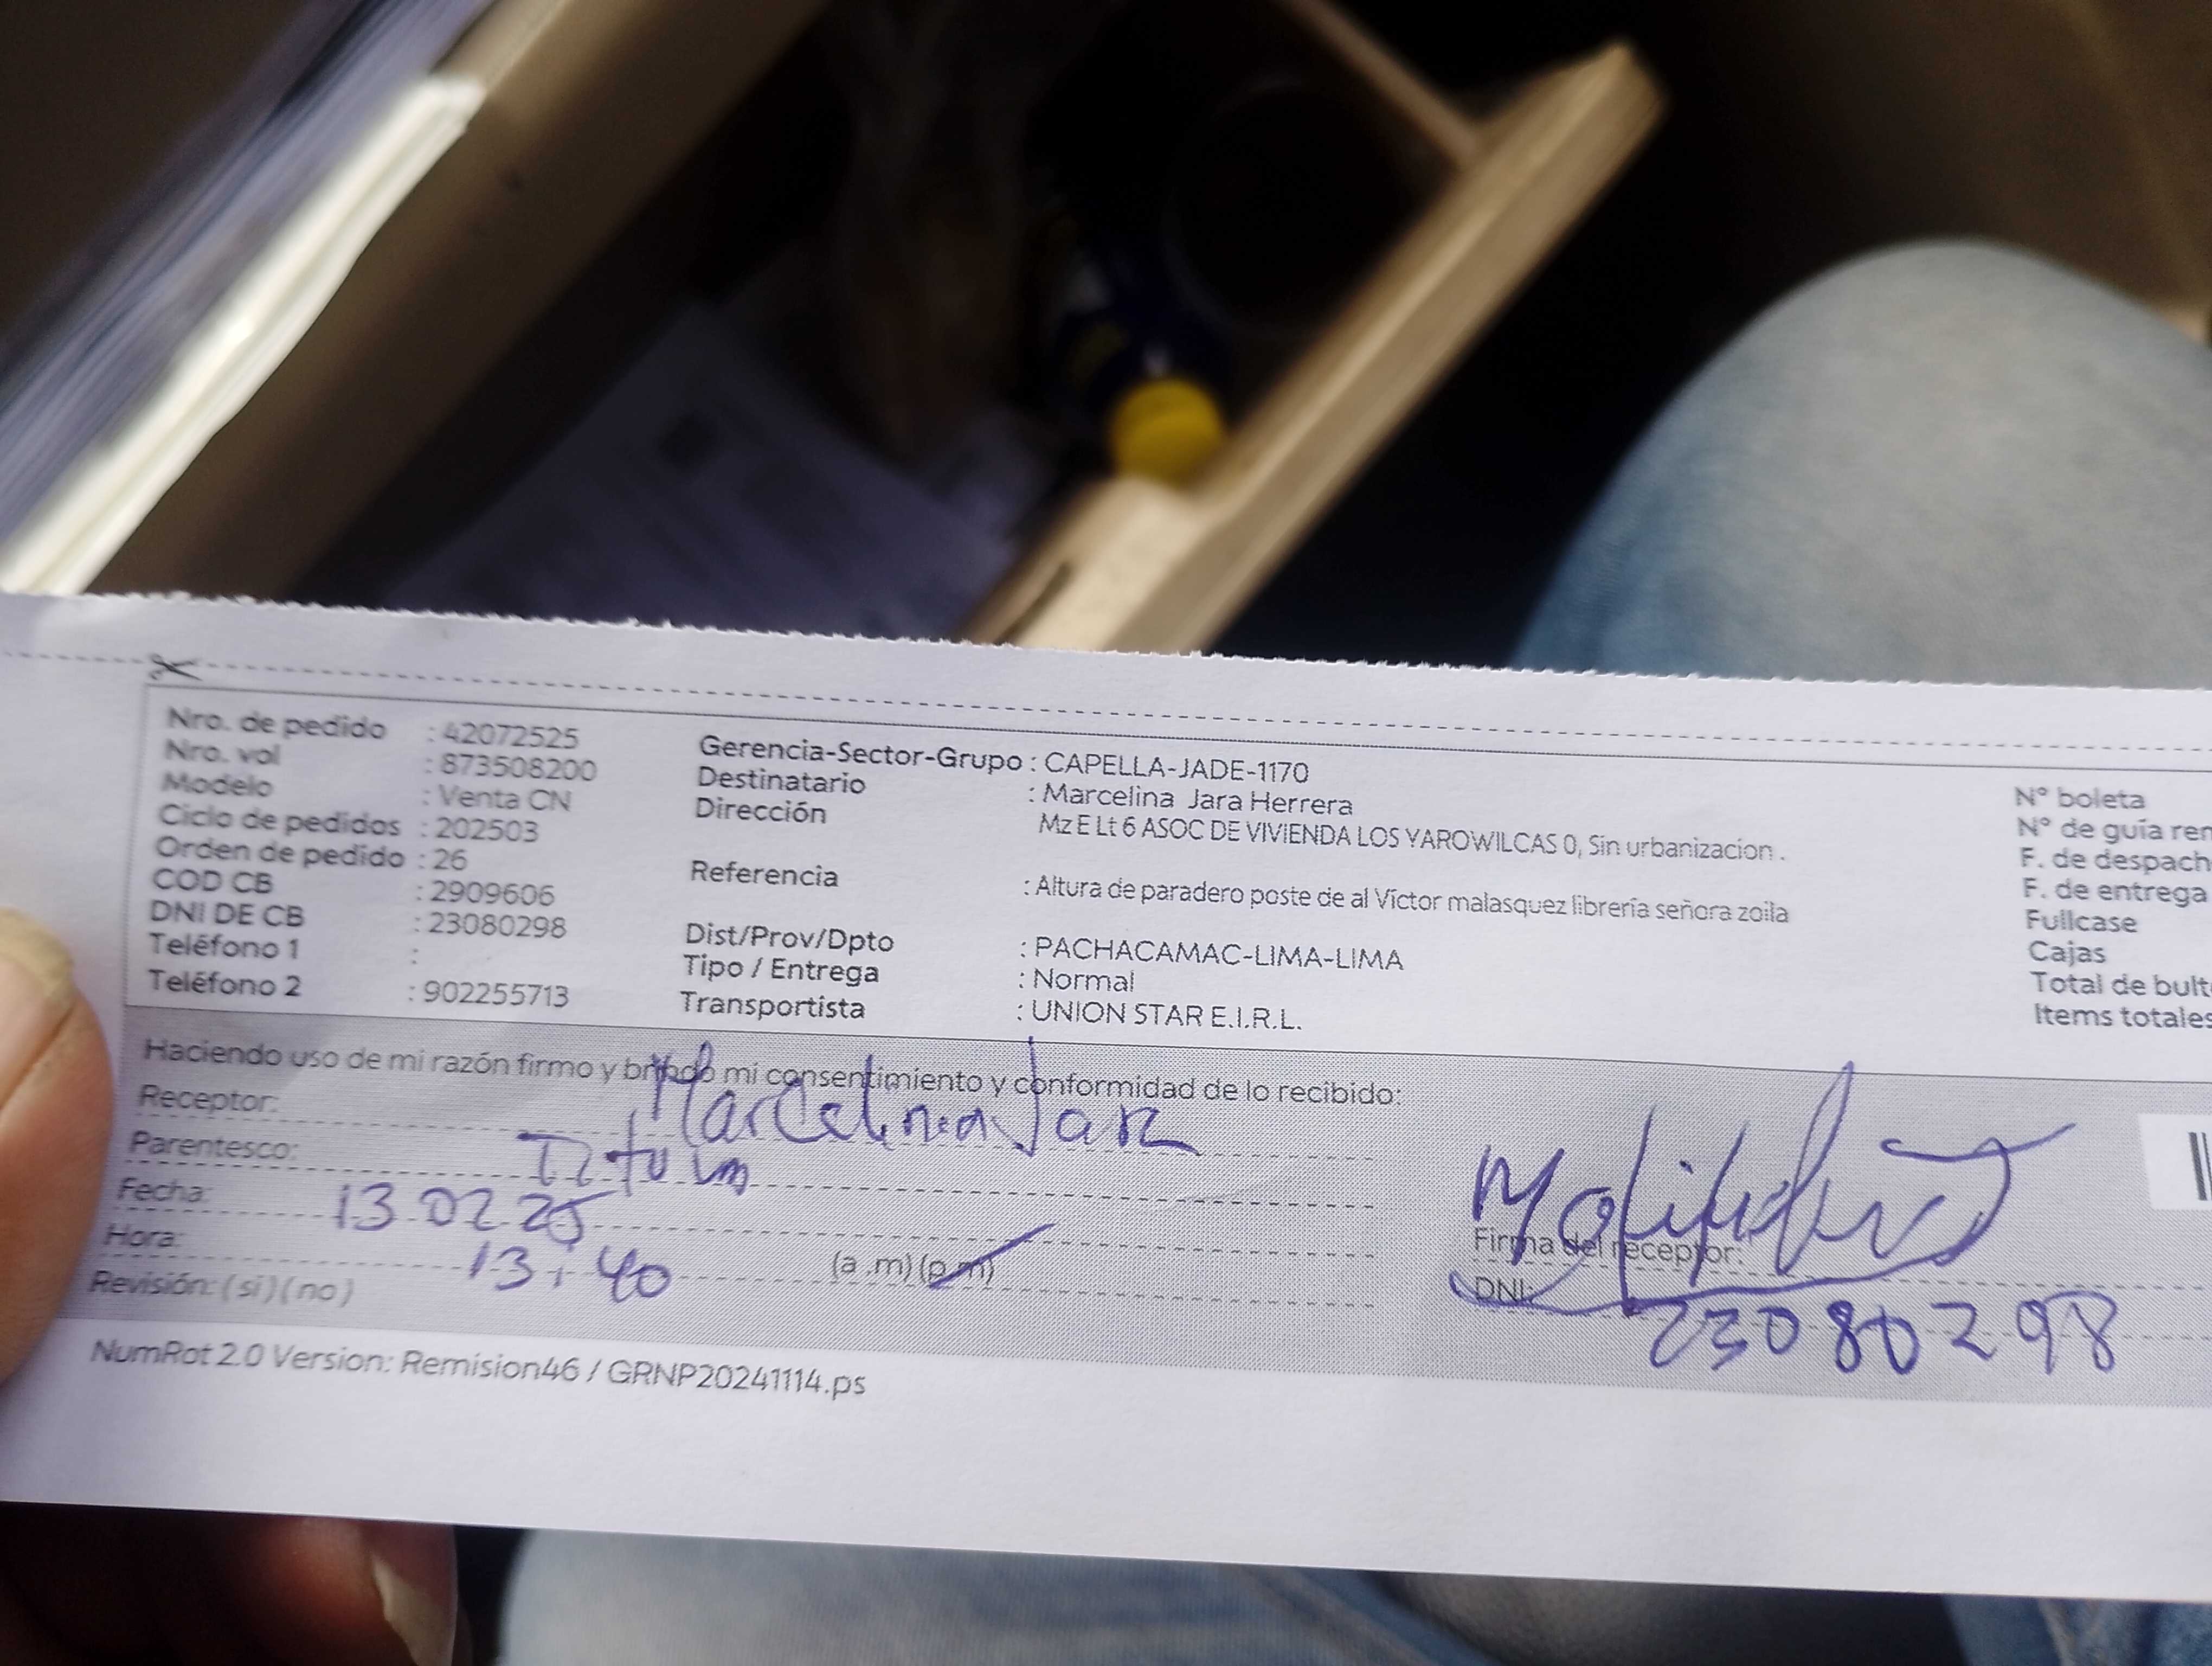 Nro. de pedido : 42072525
Nro. vol : 873508200
Modelo : Venta CN
Ciclo de pedidos : 202503
Orden de pedido : 26
COD CB : 2909606
DNI DE CB : 23080298
Teléfono 1 :
Teléfono 2 : 902255713
Gerencia-Sector-Grupo : CAPELLA-JADE-1170
Destinatario : Marcelina Jara Herrera
Dirección Mz E Lt 6 ASOC DE VIVIENDA LOS YAROWILCAS 0, Sin urbanizacion .
Referencia : Altura de paradero poste de al Víctor malasquez librería señora zoila
Dist/Prov/Dpto : PACHACAMAC-LIMA-LIMA
Tipo / Entrega : Normal
Transportista : UNION STAR E.I.R.L.
N° boleta
N° de guía rem
F. de despach
F. de entrega
Fullcase
Cajas
Total de bult
Items totales
Haciendo uso de mi razón firmo y brindo mi consentimiento y conformidad de lo recibido:
Receptor: Marcelina Jara
Parentesco:
Fecha: 13 02 25
Hora: 13:40 (a .m) (p.m)
Revisión: ( si ) ( no )
Firma del receptor:
DNI: 23080298
NumRot 2.0 Version: Remision46 / GRNP20241114.ps